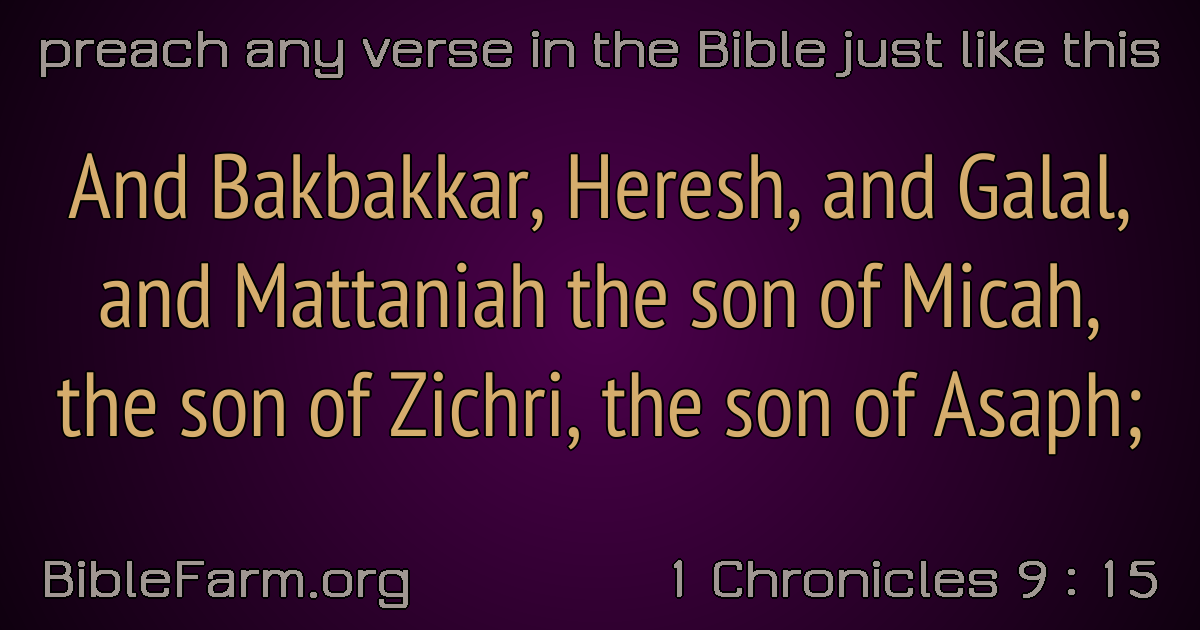 preach any verse in the Bible just like this
And Bakbakkar, Heresh, and Galal,
and Mattaniah the son of Micah,
the son of Zichri, the son of Asaph;
BibleFarm.org
1 Chronicles 9 : 15